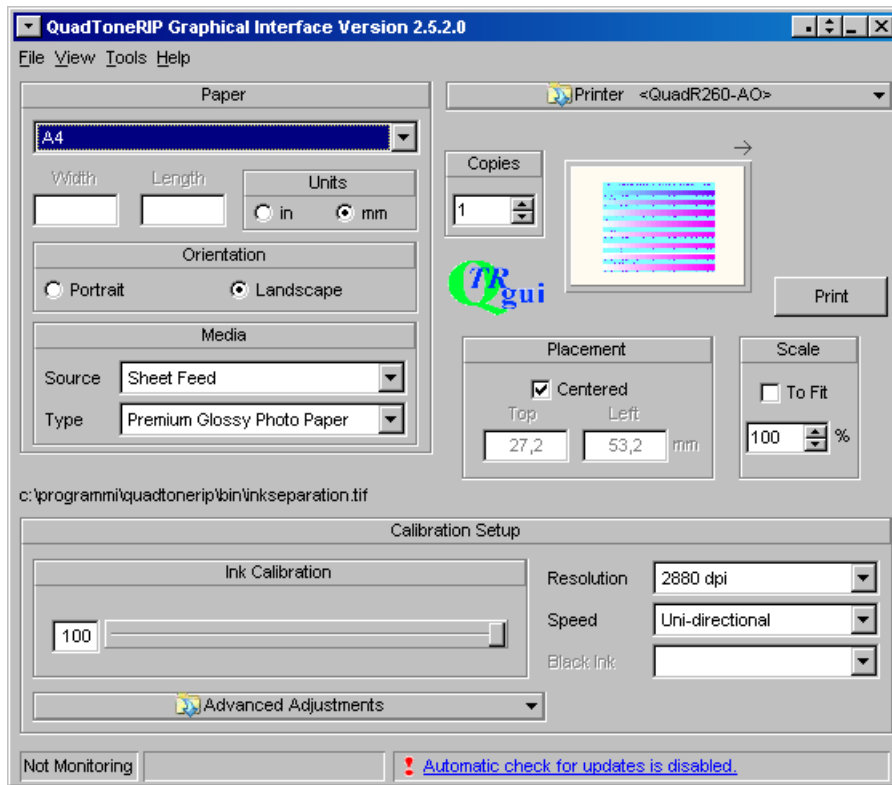 QuadToneRIP Graphical Interface Version 2.5.2.0
File View Tools Help
Paper
A4
Width Length
Units
in mm
Orientation
Portrait Landscape
Media
Source Sheet Feed
Type Premium Glossy Photo Paper
Printer <QuadR260-AO>
Copies
1
QTR
gui
Print
Placement
Centered
Top Left
27,2 53,2 mm
Scale
To Fit
100 %
c:\programmi\quadtonerip\bin\inkseparation.tif
Calibration Setup
Ink Calibration
100
Resolution 2880 dpi
Speed Uni-directional
Black Ink
Advanced Adjustments
Not Monitoring
Automatic check for updates is disabled.